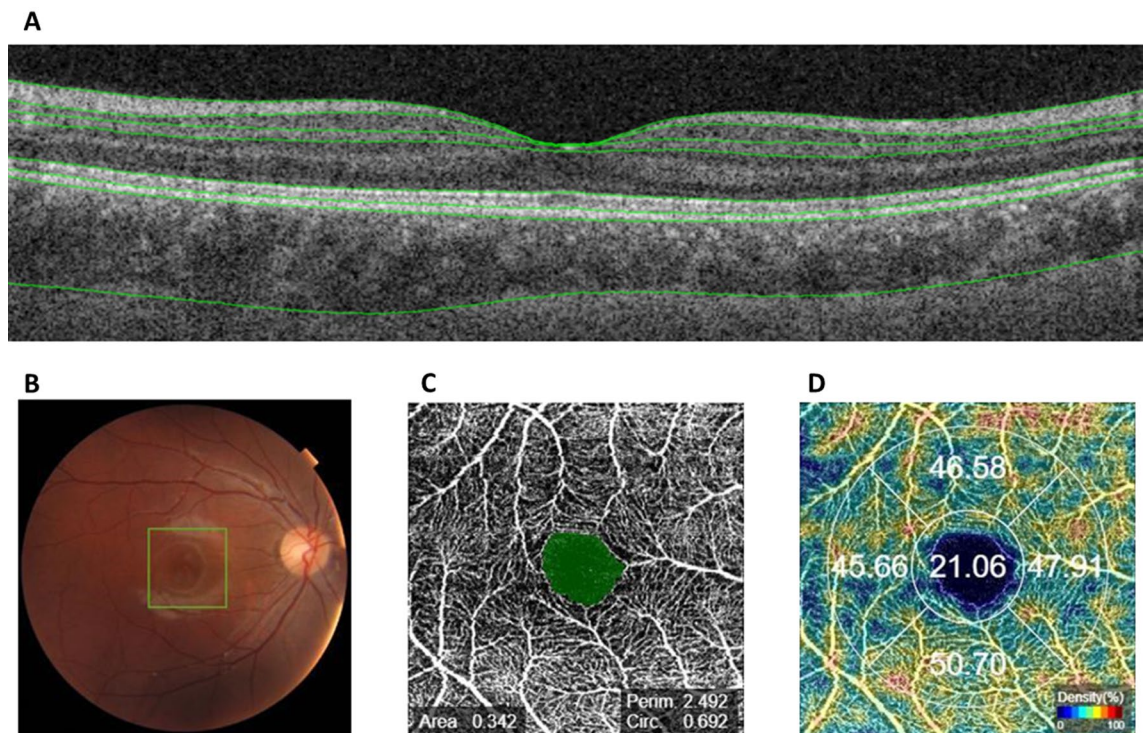 A
B
C
D
Area 0.342
Perim 2.492
Circ. 0.692
46.58
45.66 21.06 47.91
50.70
Density(%)
0 100